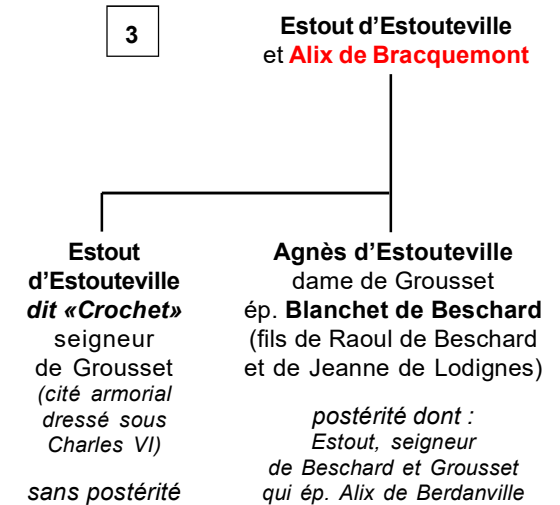 3
Estout d’Estouteville
et Alix de Bracquemont
Estout
d’Estouteville
dit «Crochet»
seigneur
de Grousset
(cité armorial
dressé sous
Charles VI)
sans postérité
Agnès d’Estouteville
dame de Grousset
ép. Blanchet de Beschard
(fils de Raoul de Beschard
et de Jeanne de Lodignes)
postérité dont :
Estout, seigneur
de Beschard et Grousset
qui ép. Alix de Berdanville